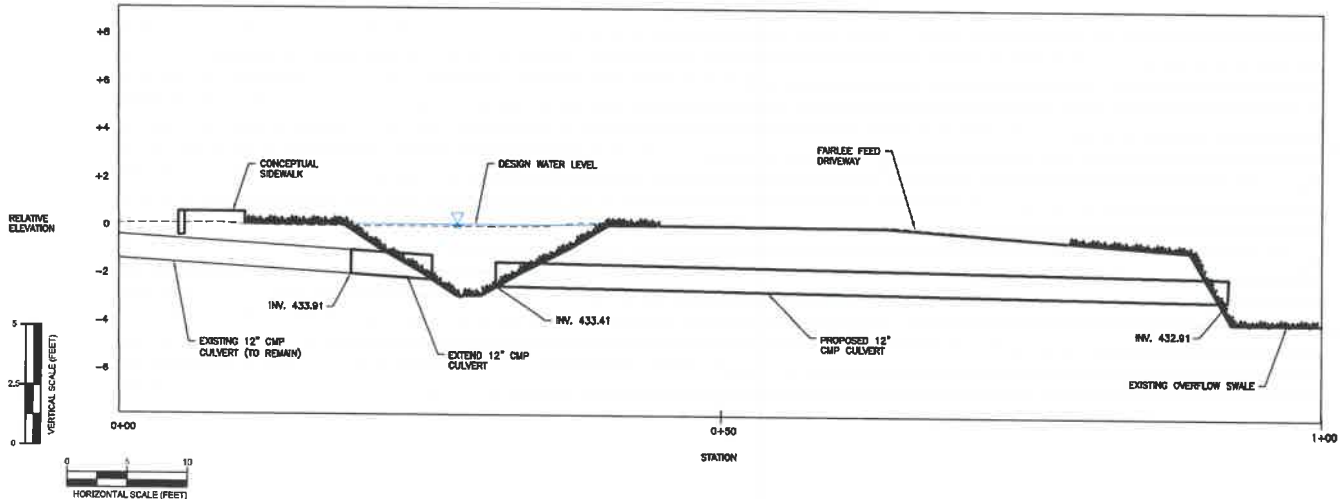 +8
+6
+4
+2
0
-2
-4
-6
RELATIVE
ELEVATION
CONCEPTUAL
SIDEWALK
DESIGN WATER LEVEL
FAIRLEE FEED
DRIVEWAY
INV. 433.91
EXISTING 12" CMP
CULVERT (TO REMAIN)
EXTEND 12" CMP
CULVERT
INV. 433.41
PROPOSED 12"
CMP CULVERT
INV. 432.91
EXISTING OVERFLOW SWALE
5
2.5
0
VERTICAL SCALE (FEET)
0+00
0+50
1+00
STATION
0
5
10
HORIZONTAL SCALE (FEET)